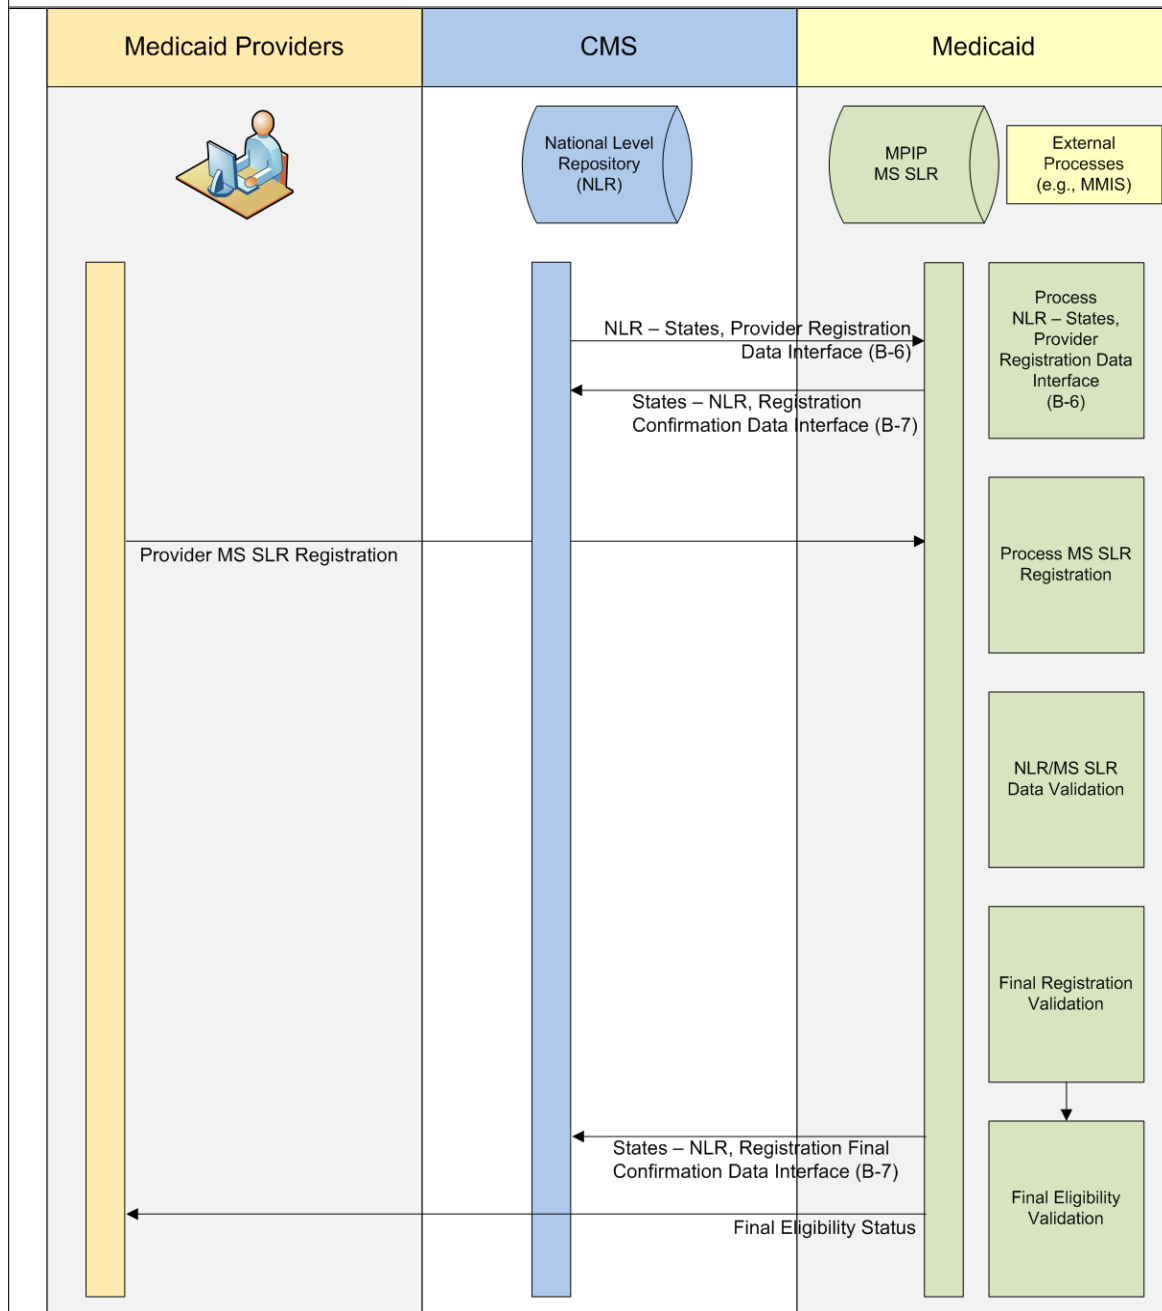 Medicaid Providers
CMS
Medicaid
National Level
Repository
(NLR)
MPIP
MS SLR
External
Processes
(e.g., MMIS)
NLR – States, Provider Registration
Data Interface (B-6)
States – NLR, Registration
Confirmation Data Interface (B-7)
Process
NLR – States,
Provider
Registration Data
Interface
(B-6)
Provider MS SLR Registration
Process MS SLR
Registration
NLR/MS SLR
Data Validation
Final Registration
Validation
States – NLR, Registration Final
Confirmation Data Interface (B-7)
Final Eligibility Status
Final Eligibility
Validation